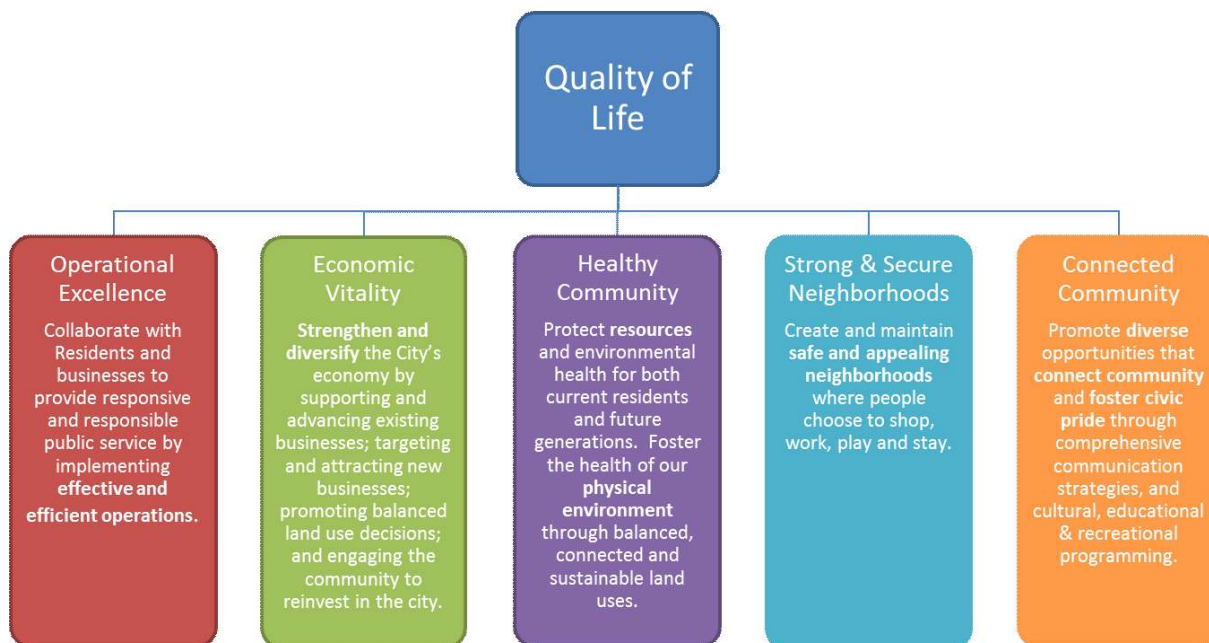 Quality of
Life
Operational
Excellence
Collaborate with
Residents and
businesses to
provide responsive
and responsible
public service by
implementing
effective and
efficient operations.
Economic
Vitality
Strengthen and
diversify the City's
economy by
supporting and
advancing existing
businesses; targeting
and attracting new
businesses;
promoting balanced
land use decisions;
and engaging the
community to
reinvest in the city.
Healthy
Community
Protect resources
and environmental
health for both
current residents
and future
generations.  Foster
the health of our
physical
environment
through balanced,
connected and
sustainable land
uses.
Strong & Secure
Neighborhoods
Create and maintain
safe and appealing
neighborhoods
where people
choose to shop,
work, play and stay.
Connected
Community
Promote diverse
opportunities that
connect community
and foster civic
pride through
comprehensive
communication
strategies, and
cultural, educational
& recreational
programming.